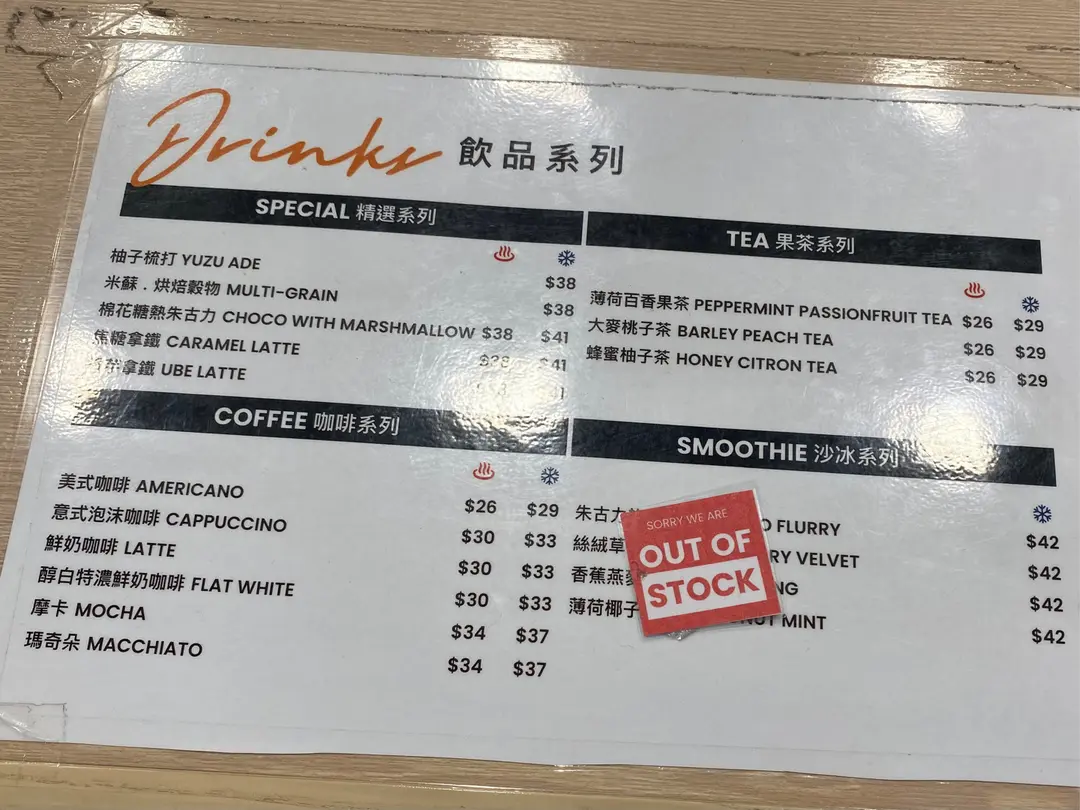 Drinks 飲品系列
SPECIAL 精選系列
柚子梳打 YUZU ADE $38
米蘇．烘焙穀物 MULTI-GRAIN $38
棉花糖熱朱古力 CHOCO WITH MARSHMALLOW $38 $41
焦糖拿鐵 CARAMEL LATTE $38 $41
拿鐵 UBE LATTE
TEA 果茶系列
薄荷百香果茶 PEPPERMINT PASSIONFRUIT TEA $26 $29
大麥桃子茶 BARLEY PEACH TEA $26 $29
蜂蜜柚子茶 HONEY CITRON TEA $26 $29
COFFEE 咖啡系列
美式咖啡 AMERICANO $26 $29
意式泡沫咖啡 CAPPUCCINO $30 $33
鮮奶咖啡 LATTE $30 $33
醇白特濃鮮奶咖啡 FLAT WHITE $30 $33
摩卡 MOCHA $34 $37
瑪奇朵 MACCHIATO $34 $37
SMOOTHIE 沙冰系列
朱古力 FLURRY $42
絲絨草 VELVET $42
香蕉燕麥 $42
薄荷椰子 MINT $42
SORRY WE ARE
OUT OF
STOCK